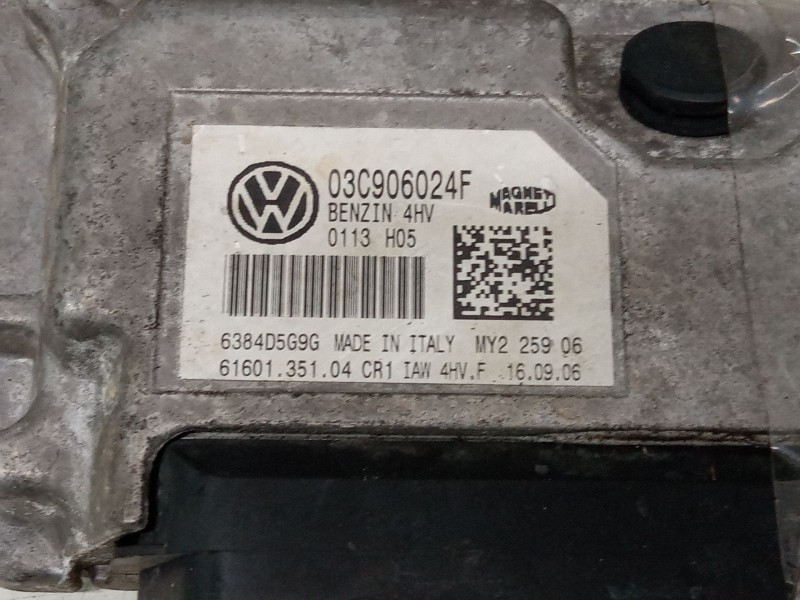 03C906024F
BENZIN 4HV
0113 H05
MAGNETI
MARELLI
6384D5G9G MADE IN ITALY MY2 259 06
61601.351.04 CR1 IAW 4HV.F 16.09.06